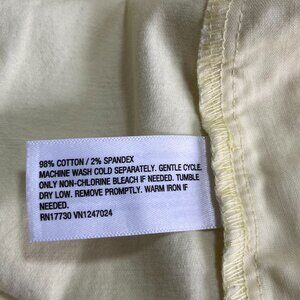 98% COTTON / 2% SPANDEX
MACHINE WASH COLD SEPARATELY. GENTLE CYCLE.
ONLY NON-CHLORINE BLEACH IF NEEDED. TUMBLE
DRY LOW. REMOVE PROMPTLY. WARM IRON IF
NEEDED.
RN17730 VN1247024